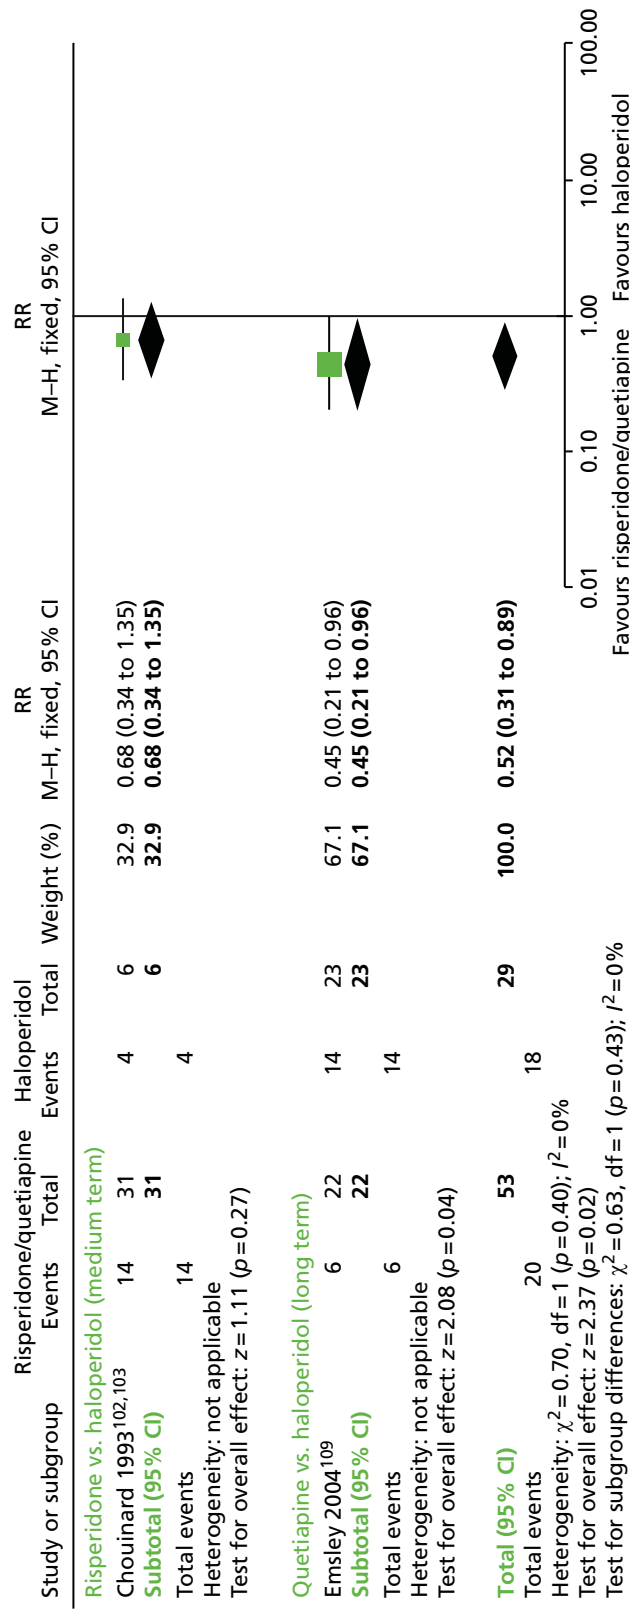 Risperidone/quetiapine Haloperidol RR RR
Study or subgroup Events Total Events Total Weight (%) M–H, fixed, 95% CI M–H, fixed, 95% CI
Risperidone vs. haloperidol (medium term)
Chouinard 1993102,103 14 31 4 6 32.9 0.68 (0.34 to 1.35)
Subtotal (95% CI) 31 6 32.9 0.68 (0.34 to 1.35)
Total events 14 4
Heterogeneity: not applicable
Test for overall effect: z=1.11 (p=0.27)
Quetiapine vs. haloperidol (long term)
Emsley 2004109 6 22 14 23 67.1 0.45 (0.21 to 0.96)
Subtotal (95% CI) 22 23 67.1 0.45 (0.21 to 0.96)
Total events 6 14
Heterogeneity: not applicable
Test for overall effect: z=2.08 (p=0.04)
Total (95% CI) 53 29 100.0 0.52 (0.31 to 0.89)
Total events 20 18
Heterogeneity: χ2=0.70, df=1 (p=0.40); I2=0%
Test for overall effect: z=2.37 (p=0.02)
Test for subgroup differences: χ2=0.63, df=1 (p=0.43); I2=0%
0.01 0.10 1.00 10.00 100.00
Favours risperidone/quetiapine Favours haloperidol